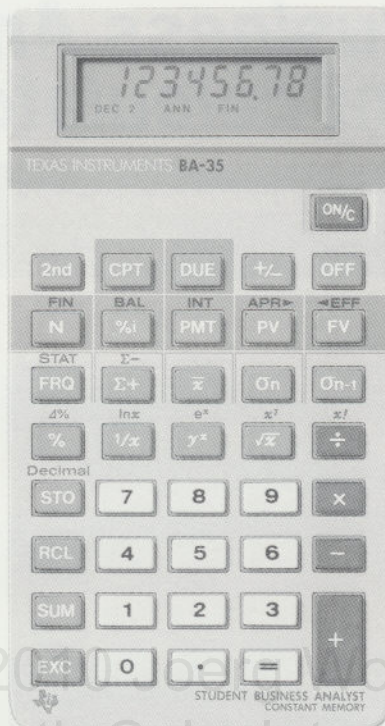 123456.78
DEC 2 ANN FIN
TEXAS INSTRUMENTS BA-35
ON/C
2nd CPT DUE +/− OFF
FIN BAL INT APR► ◄EFF
N %i PMT PV FV
STAT Σ−
FRQ Σ+ x̅ σn σn-1
Δ% lnx eˣ x² x!
% 1/x yˣ √x ÷
Decimal
STO 7 8 9 ×
RCL 4 5 6 −
SUM 1 2 3 +
EXC 0 . =
STUDENT BUSINESS ANALYST
CONSTANT MEMORY